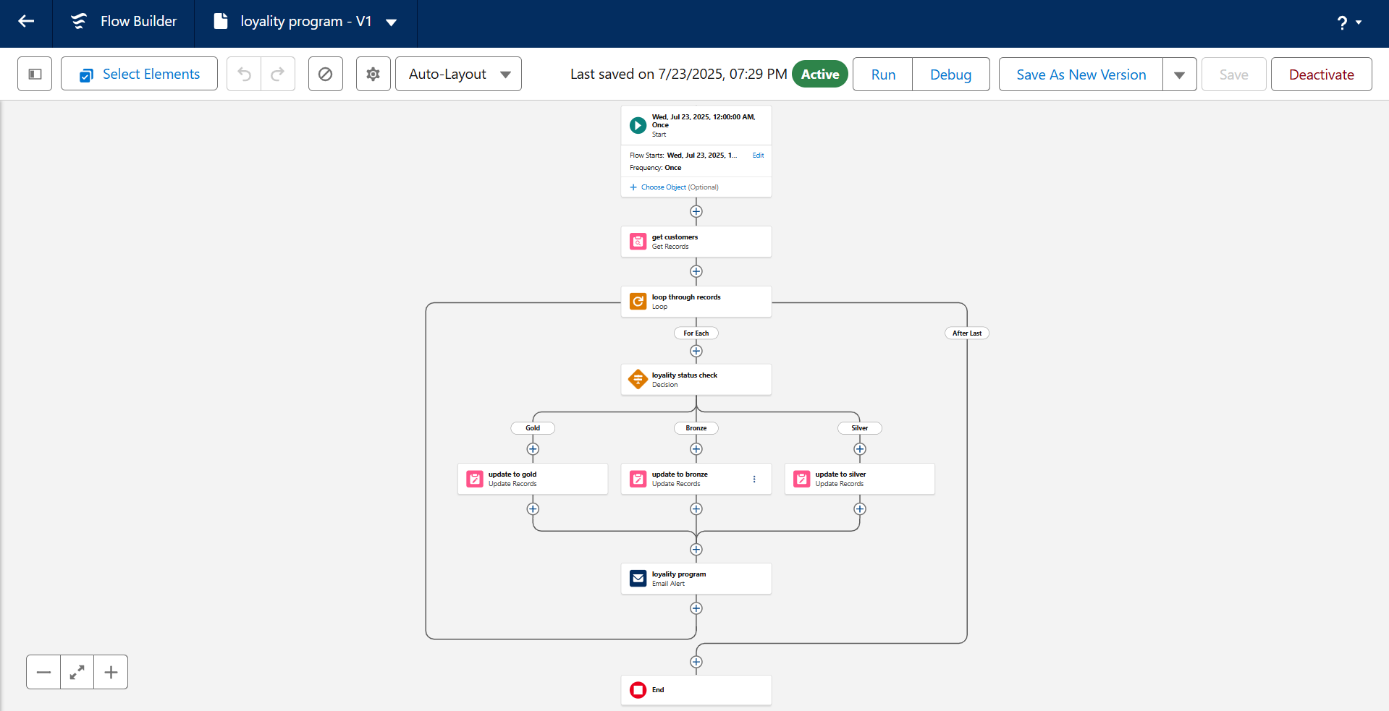 Flow Builder
loyality program - V1
?
Select Elements
Auto-Layout
Last saved on 7/23/2025, 07:29 PM
Active
Run
Debug
Save As New Version
Save
Deactivate
Wed, Jul 23, 2025, 12:00:00 AM,
Once
Start
Flow Starts: Wed, Jul 23, 2025, 1... Edit
Frequency: Once
+ Choose Object (Optional)
get customers
Get Records
loop through records
Loop
For Each
After Last
loyality status check
Decision
Gold
Bronze
Silver
update to gold
Update Records
update to bronze
Update Records
update to silver
Update Records
loyality program
Email Alert
End